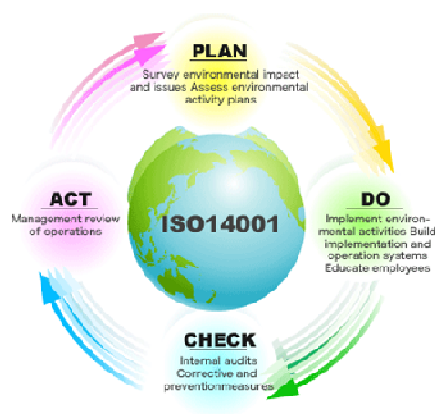 PLAN
Survey environmental impact
and issues Assess environmental
activity plans
ACT
Management review
of operations
ISO14001
DO
Implement environ-
mental activities Build
implementation and
operation systems
Educate employees
CHECK
Internal audits
Corrective and
preventionmeasures